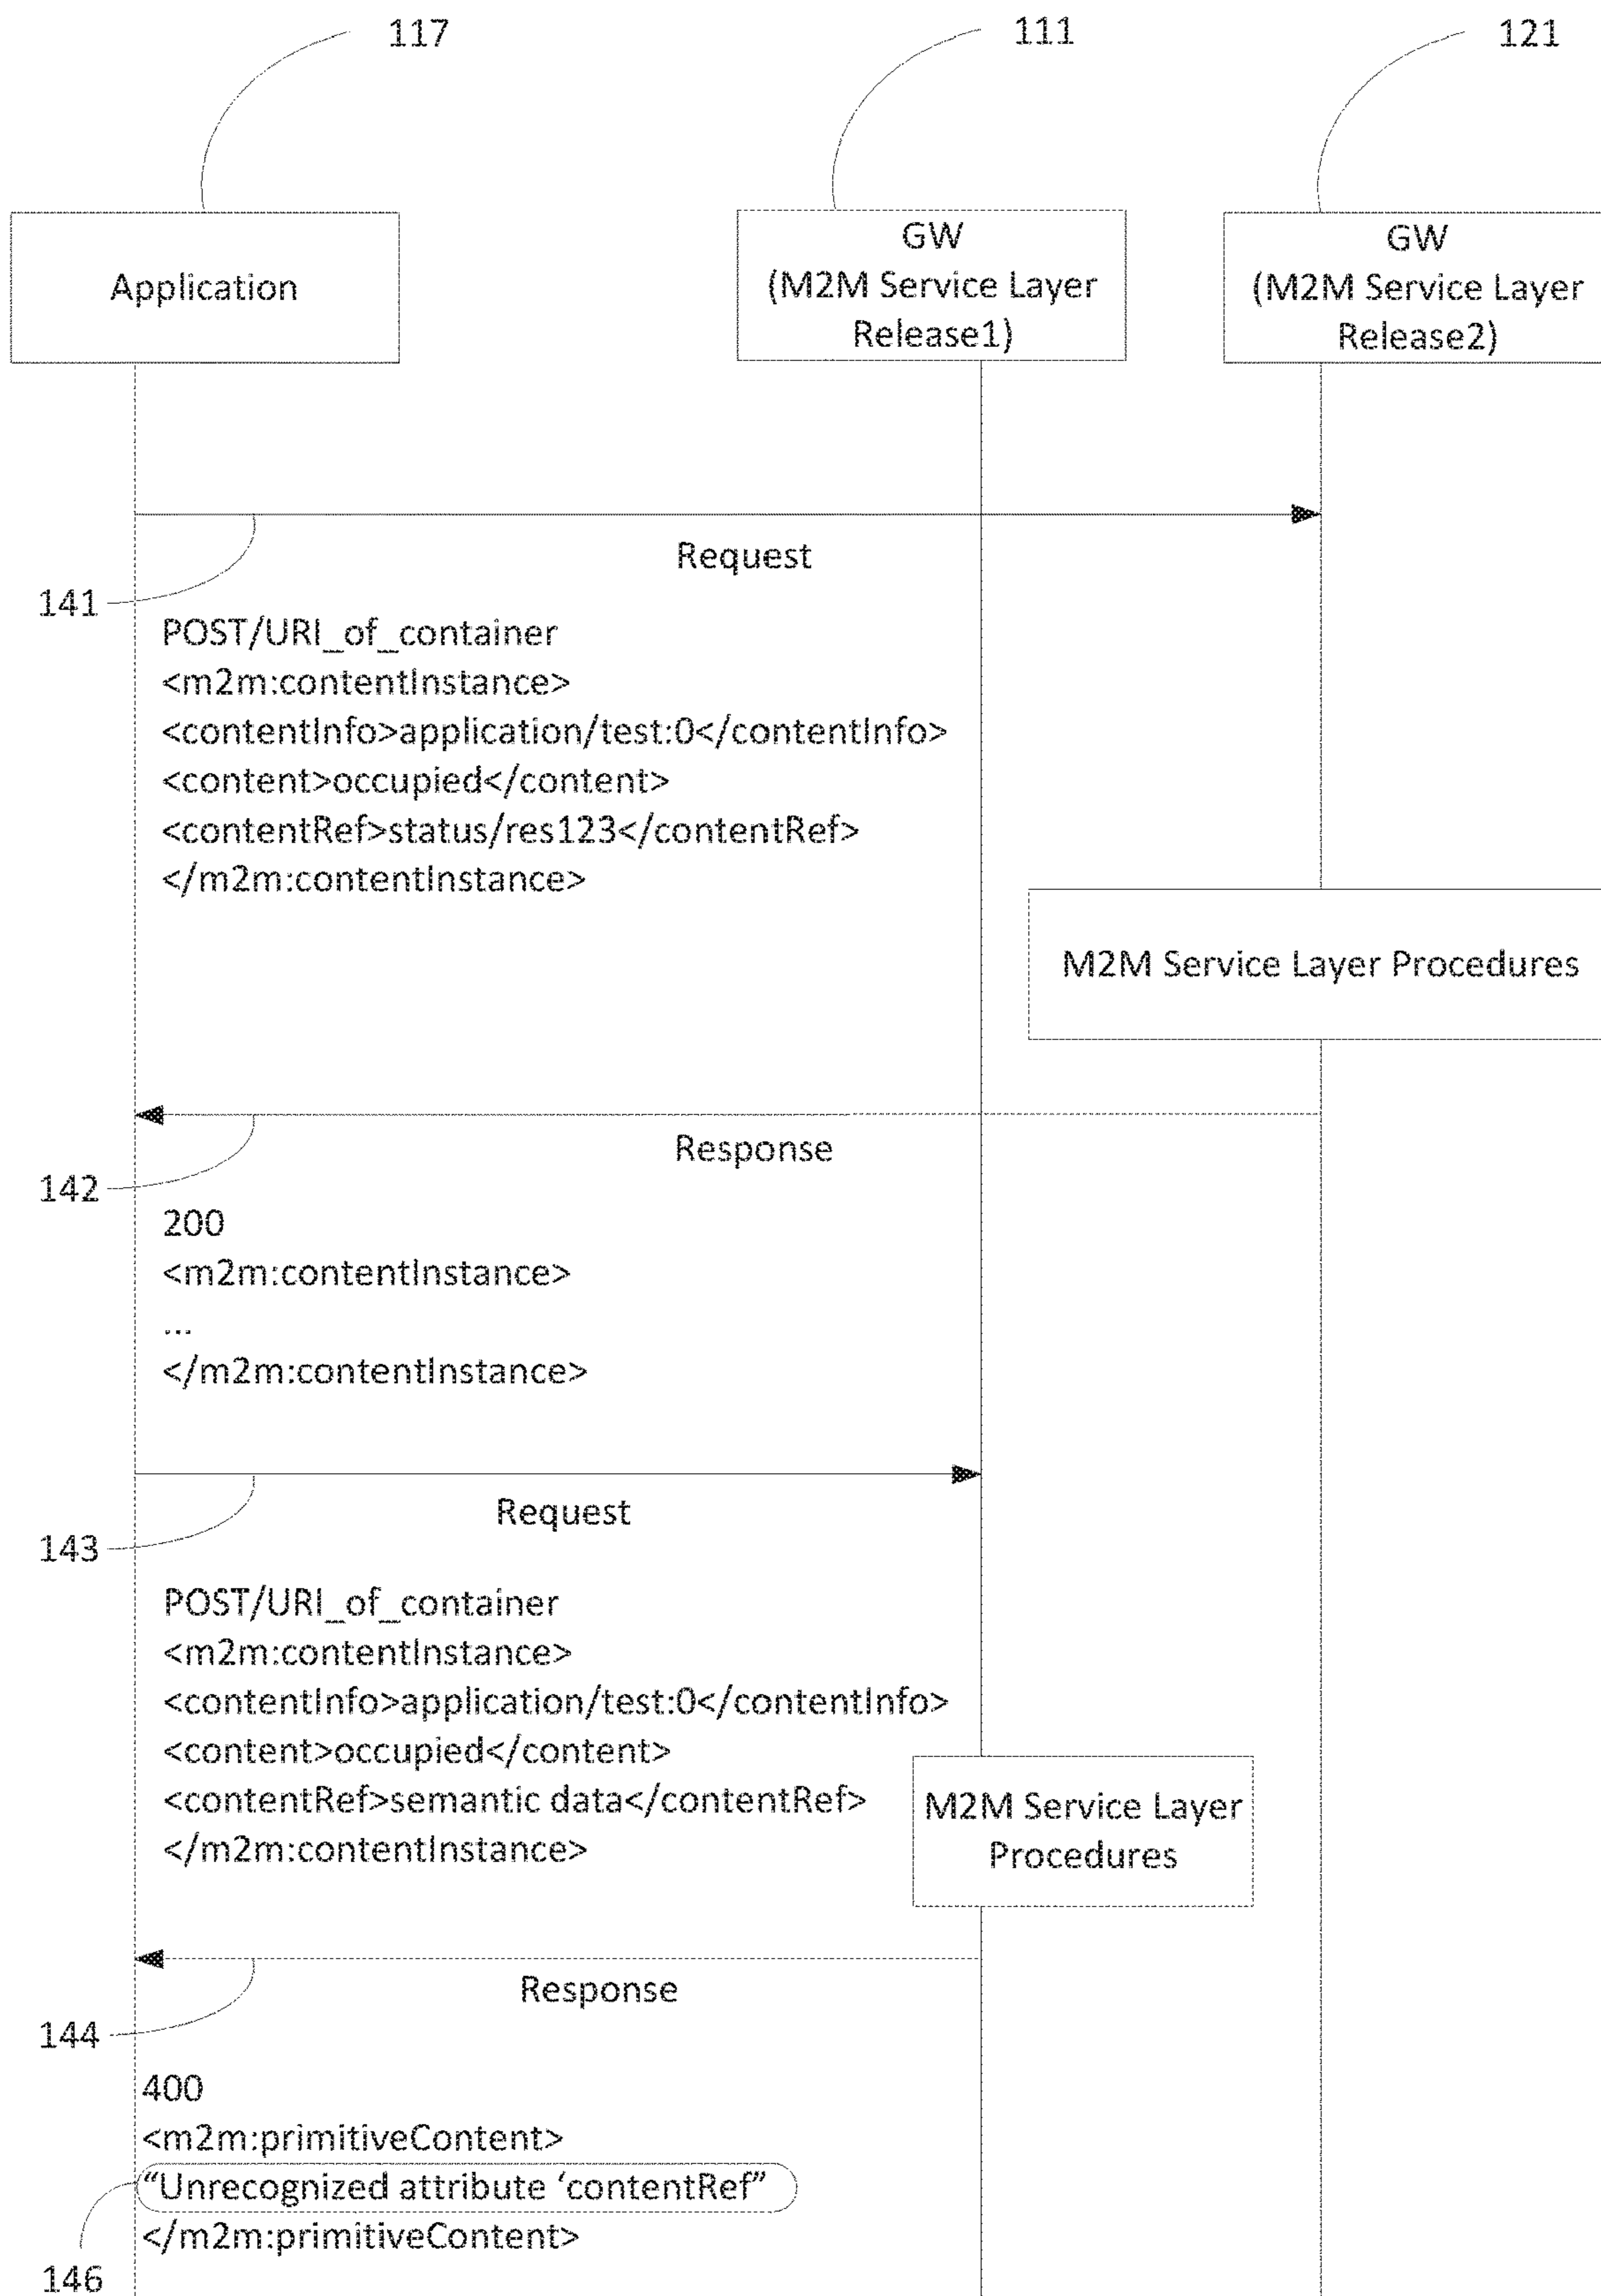 117
111
121
Application
GW
(M2M Service Layer
Release1)
GW
(M2M Service Layer
Release2)
Request
141
POST/URI_of_container
<m2m:contentInstance>
<contentInfo>application/test:0</contentInfo>
<content>occupied</content>
<contentRef>status/res123</contentRef>
</m2m:contentInstance>
M2M Service Layer Procedures
Response
142
200
<m2m:contentInstance>
...
</m2m:contentInstance>
Request
143
POST/URI_of_container
<m2m:contentInstance>
<contentInfo>application/test:0</contentInfo>
<content>occupied</content>
<contentRef>semantic data</contentRef>
</m2m:contentInstance>
M2M Service Layer
Procedures
Response
144
400
<m2m:primitiveContent>
“Unrecognized attribute ‘contentRef”
</m2m:primitiveContent>
146